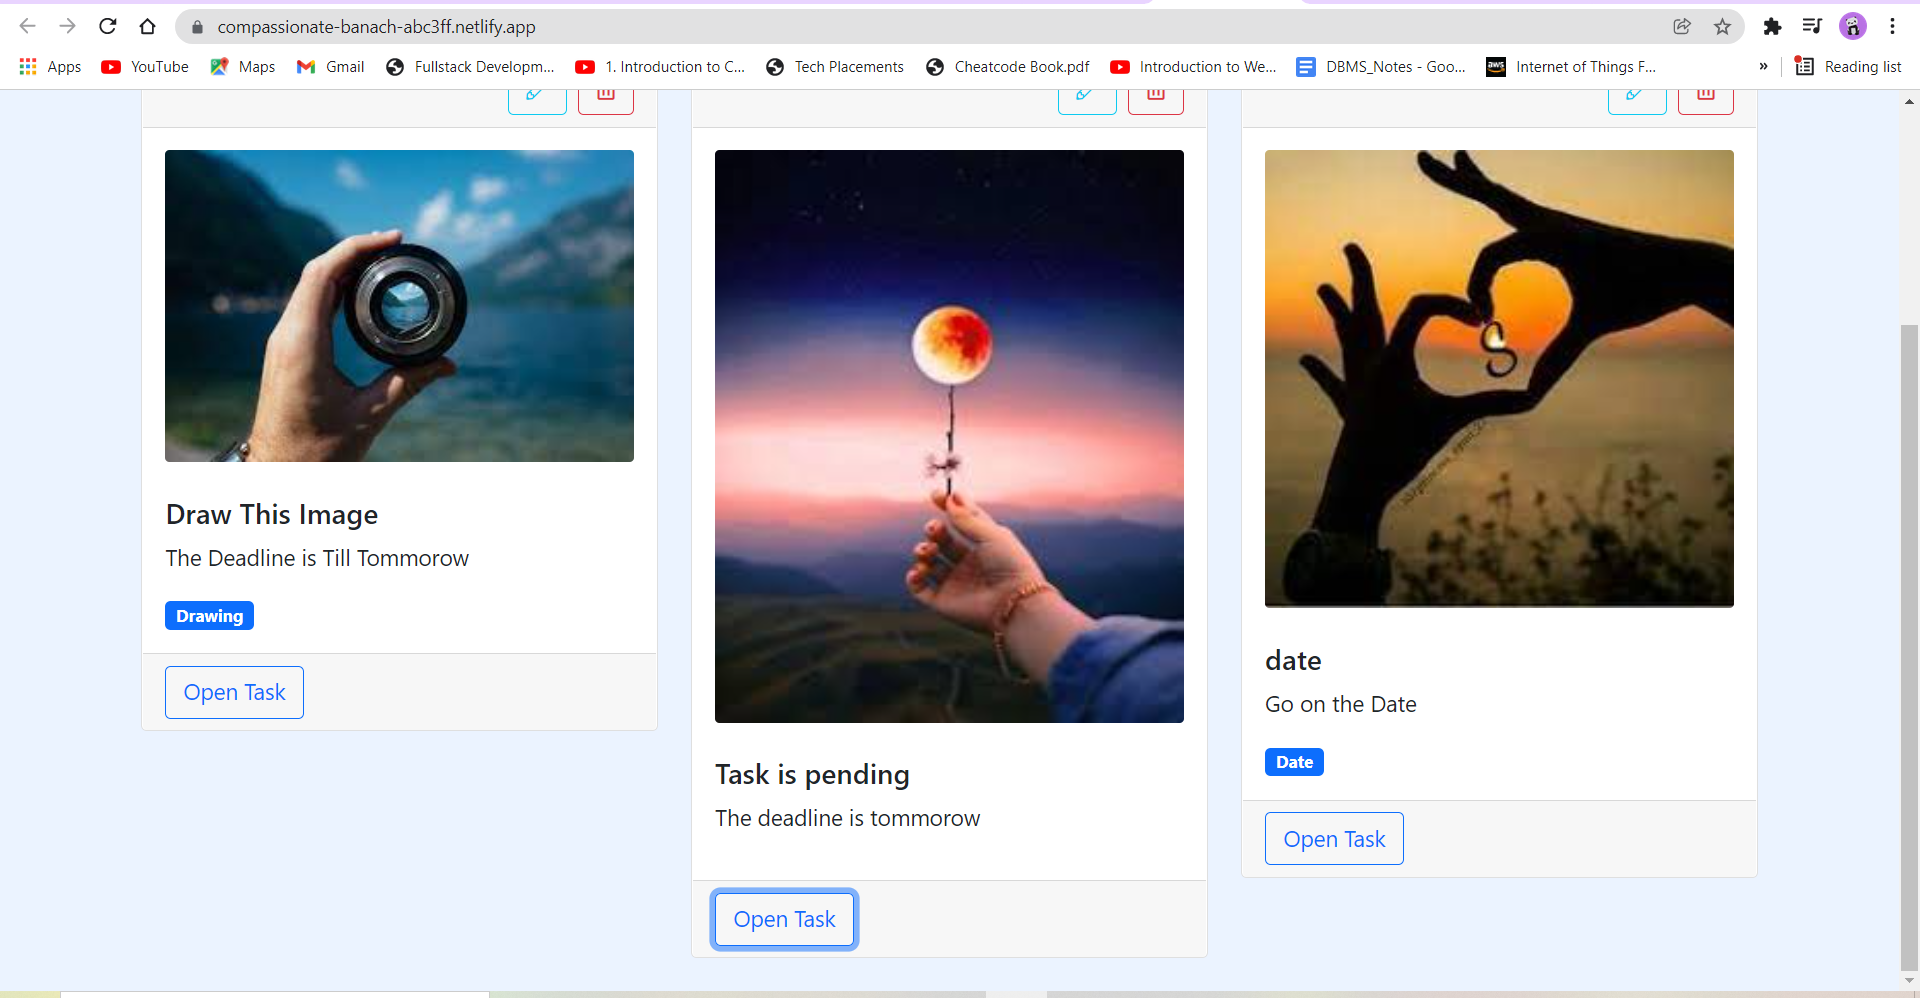 compassionate-banach-abc3ff.netlify.app
Apps
YouTube
Maps
Gmail
Fullstack Developm...
1. Introduction to C...
Tech Placements
Cheatcode Book.pdf
Introduction to We...
DBMS_Notes - Goo...
aws
Internet of Things F...
»
Reading list
Draw This Image
The Deadline is Till Tommorow
Drawing
Open Task
Task is pending
The deadline is tommorow
Open Task
S
date
Go on the Date
Date
Open Task